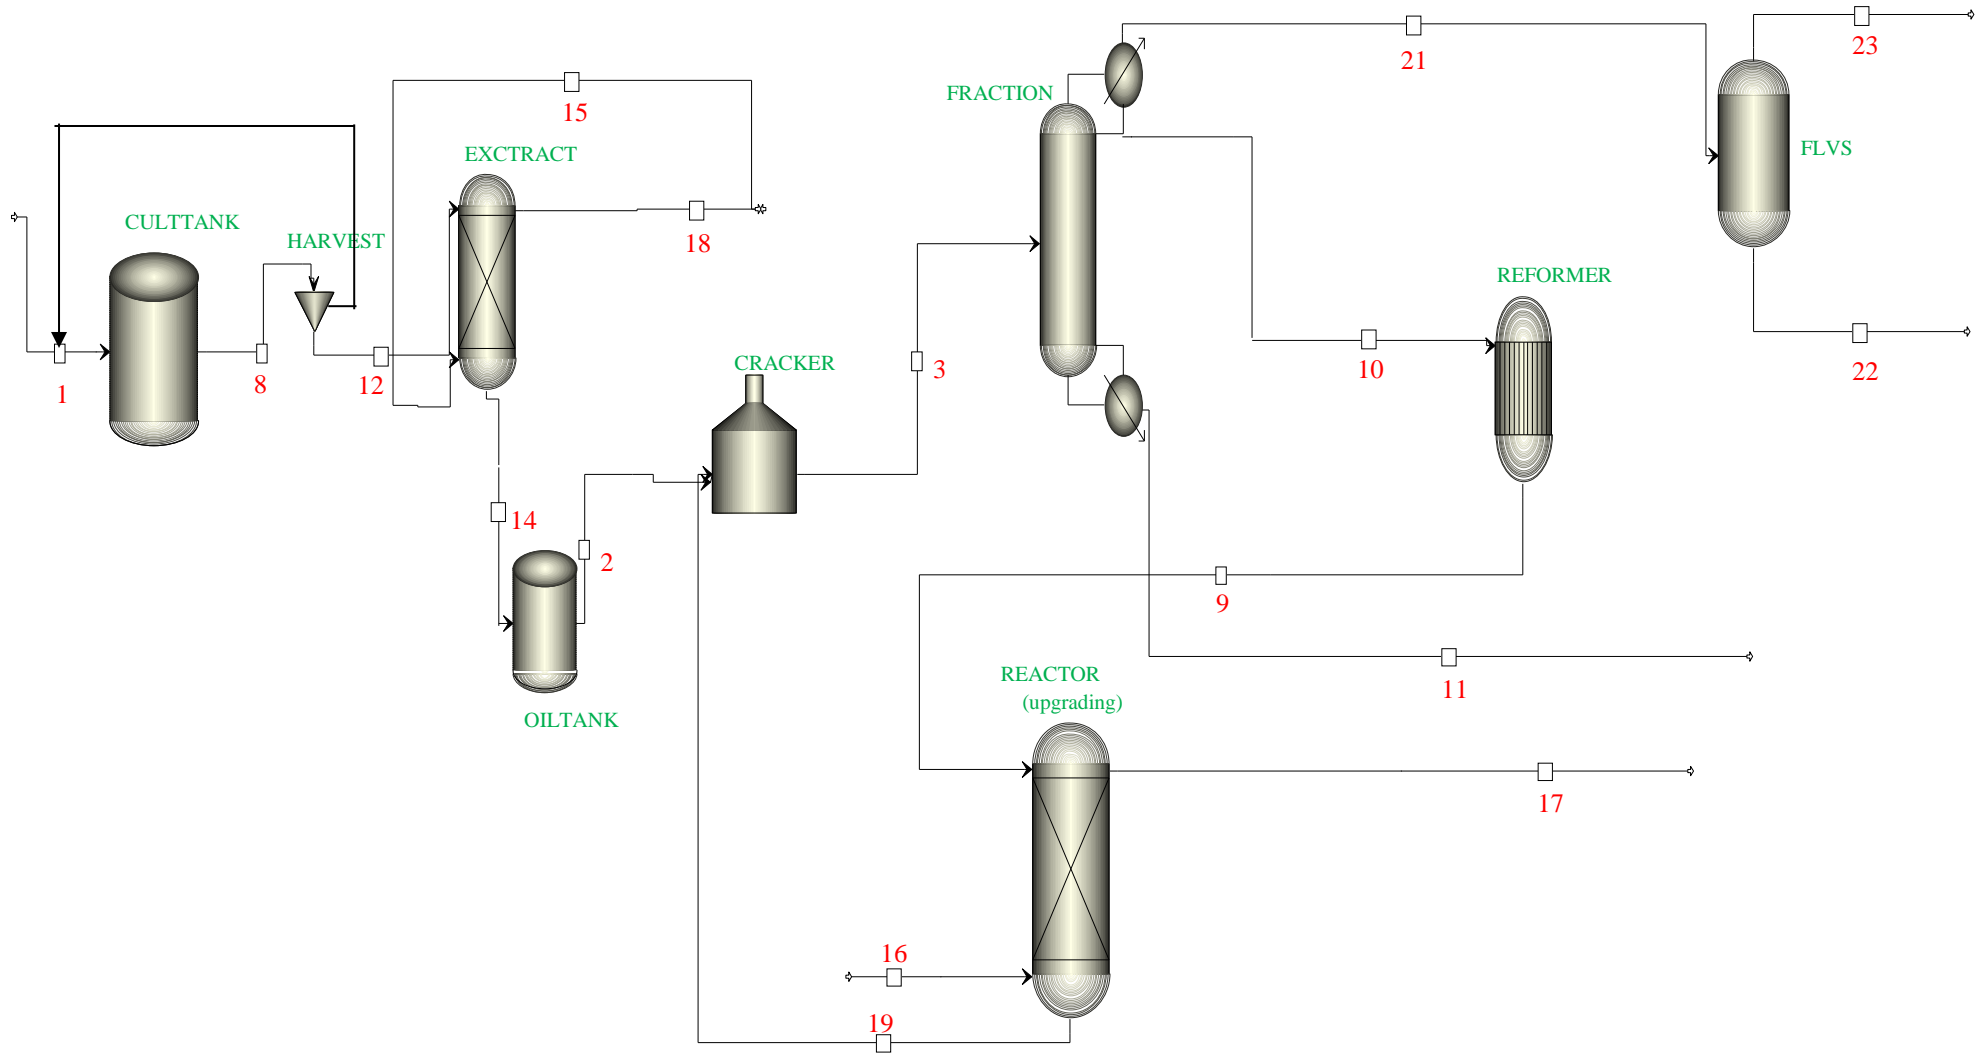 23
21
FRACTION
15
FLVS
EXCTRACT
CULTTANK
HARVEST
18
REFORMER
CRACKER
3
10
22
1
8
12
14
2
9
REACTOR
(upgrading)
11
OILTANK
17
16
19